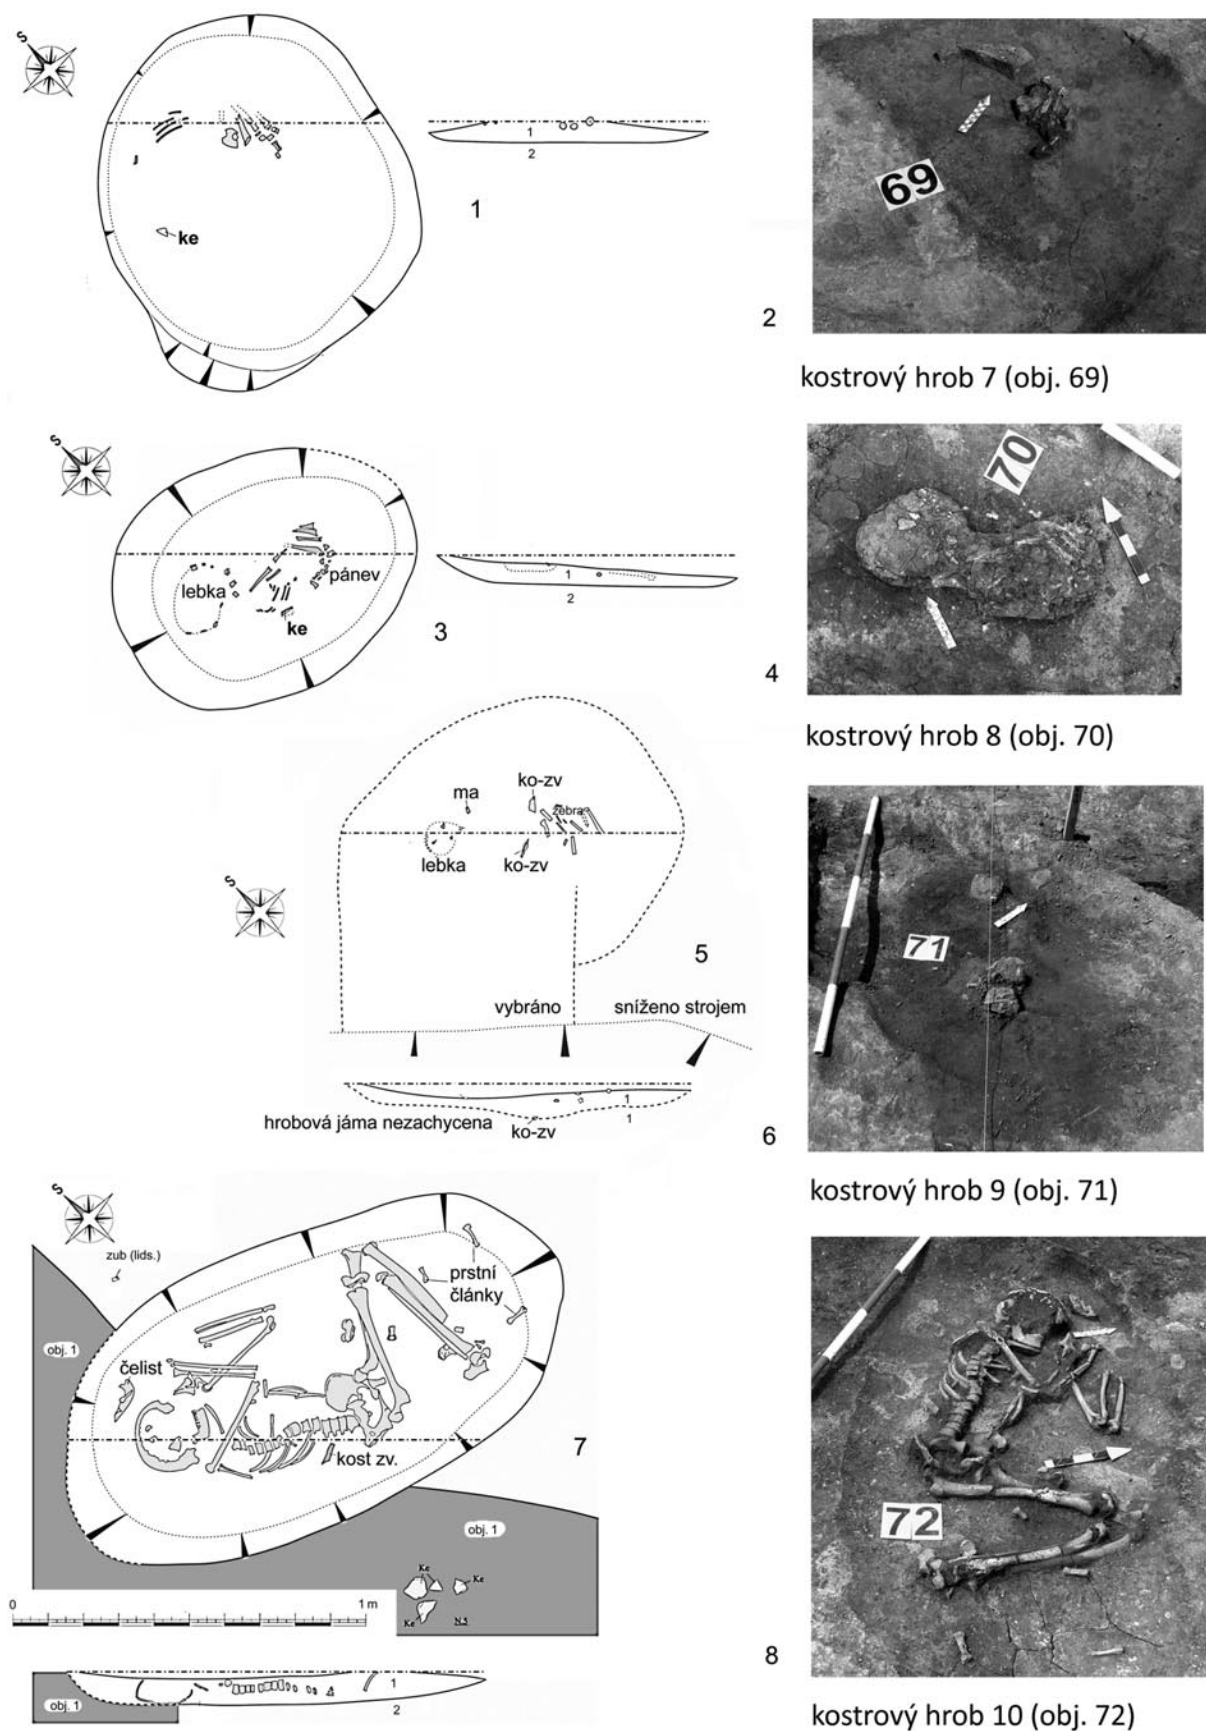 S
ke
1
2
1
69
2
kostrový hrob 7 (obj. 69)
S
lebka
pánev
ke
1
2
3
70
4
kostrový hrob 8 (obj. 70)
ko-zv
ma
žebra
lebka
ko-zv
S
5
vybráno
sníženo strojem
1
1
hrobová jáma nezachycena
ko-zv
71
6
kostrový hrob 9 (obj. 71)
S
zub (lids.)
prstní
články
obj. 1
čelist
7
kost zv.
obj. 1
Ke
Ke
Ke
N 5
0
1 m
1
2
obj. 1
obj. 1
72
8
kostrový hrob 10 (obj. 72)